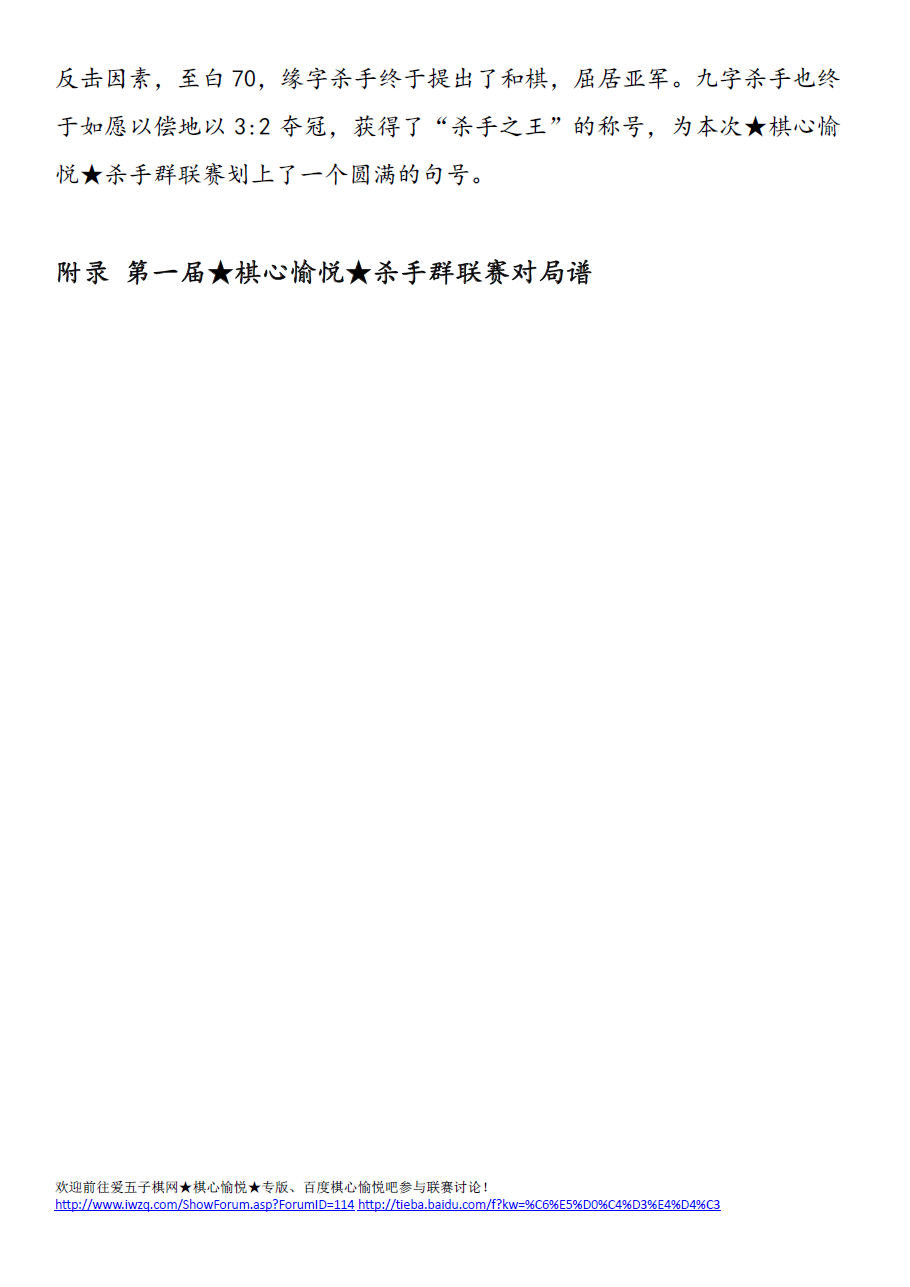 反击因素，至白 70，缘字杀手终于提出了和棋，屈居亚军。九字杀手也终
于如愿以偿地以 3:2 夺冠，获得了“杀手之王”的称号，为本次★棋心愉
悦★杀手群联赛划上了一个圆满的句号。
附录 第一届★棋心愉悦★杀手群联赛对局谱
欢迎前往爱五子棋网★棋心愉悦★专版、百度棋心愉悦吧参与联赛讨论！
http://www.iwzq.com/ShowForum.asp?ForumID=114 http://tieba.baidu.com/f?kw=%C6%E5%D0%C4%D3%E4%D4%C3